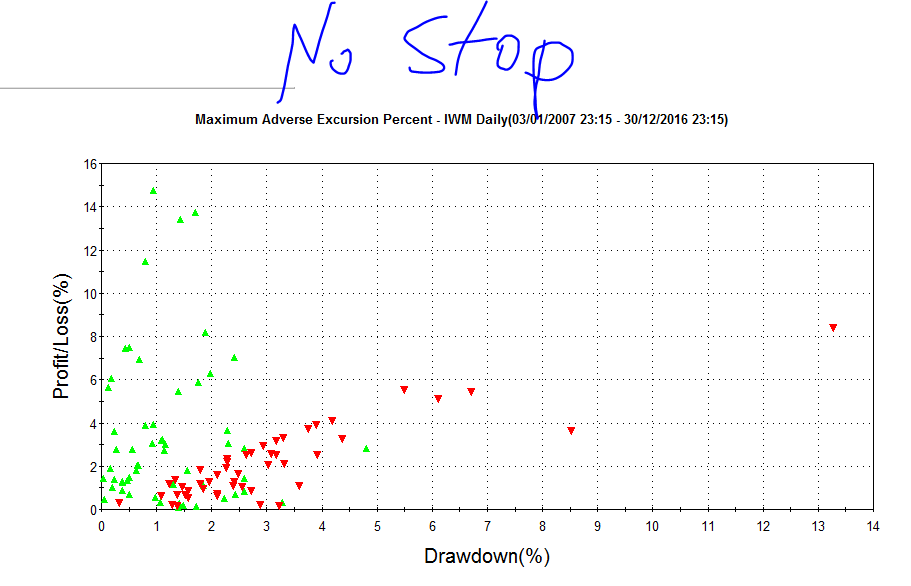 No Stop
Maximum Adverse Excursion Percent - IWM Daily(03/01/2007 23:15 - 30/12/2016 23:15)
16
14
12
10
8
6
4
2
0
Profit/Loss(%)
0 1 2 3 4 5 6 7 8 9 10 11 12 13 14
Drawdown(%)